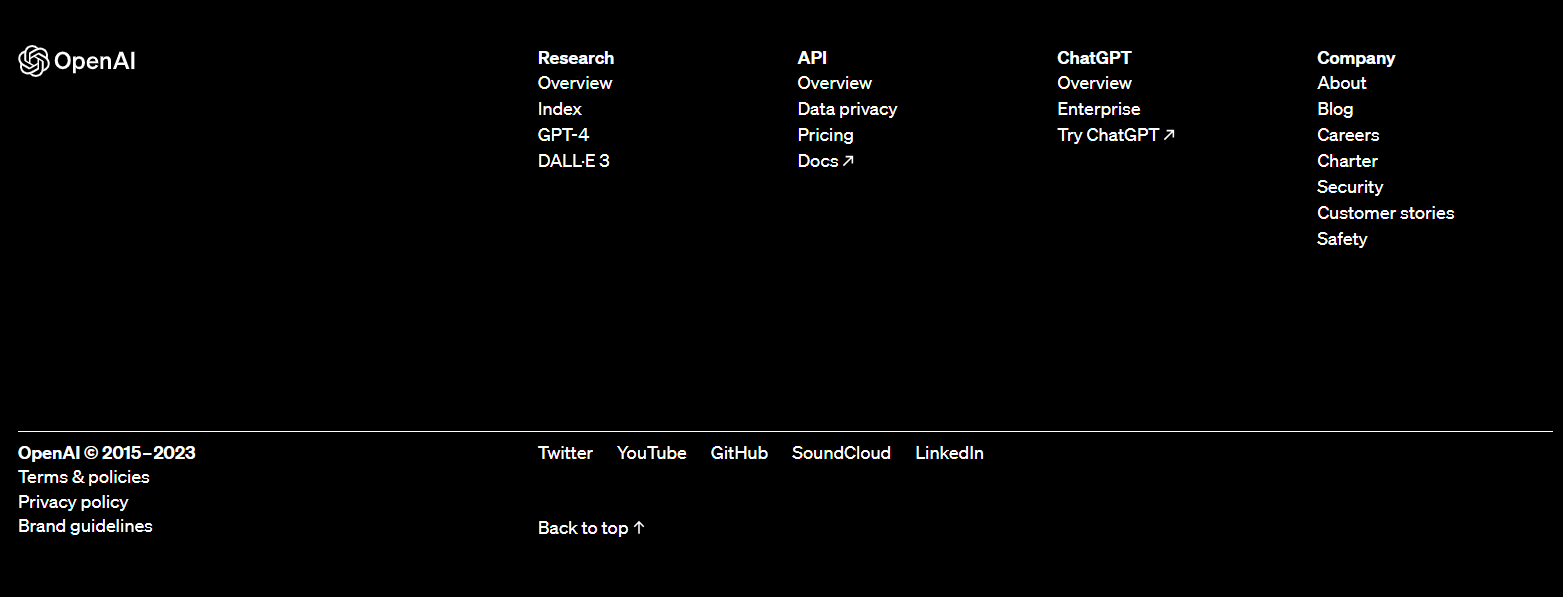 OpenAI
Research
Overview
Index
GPT-4
DALL·E 3
API
Overview
Data privacy
Pricing
Docs ↗
ChatGPT
Overview
Enterprise
Try ChatGPT ↗
Company
About
Blog
Careers
Charter
Security
Customer stories
Safety
OpenAI © 2015–2023
Terms & policies
Privacy policy
Brand guidelines
Twitter YouTube GitHub SoundCloud LinkedIn
Back to top ↑